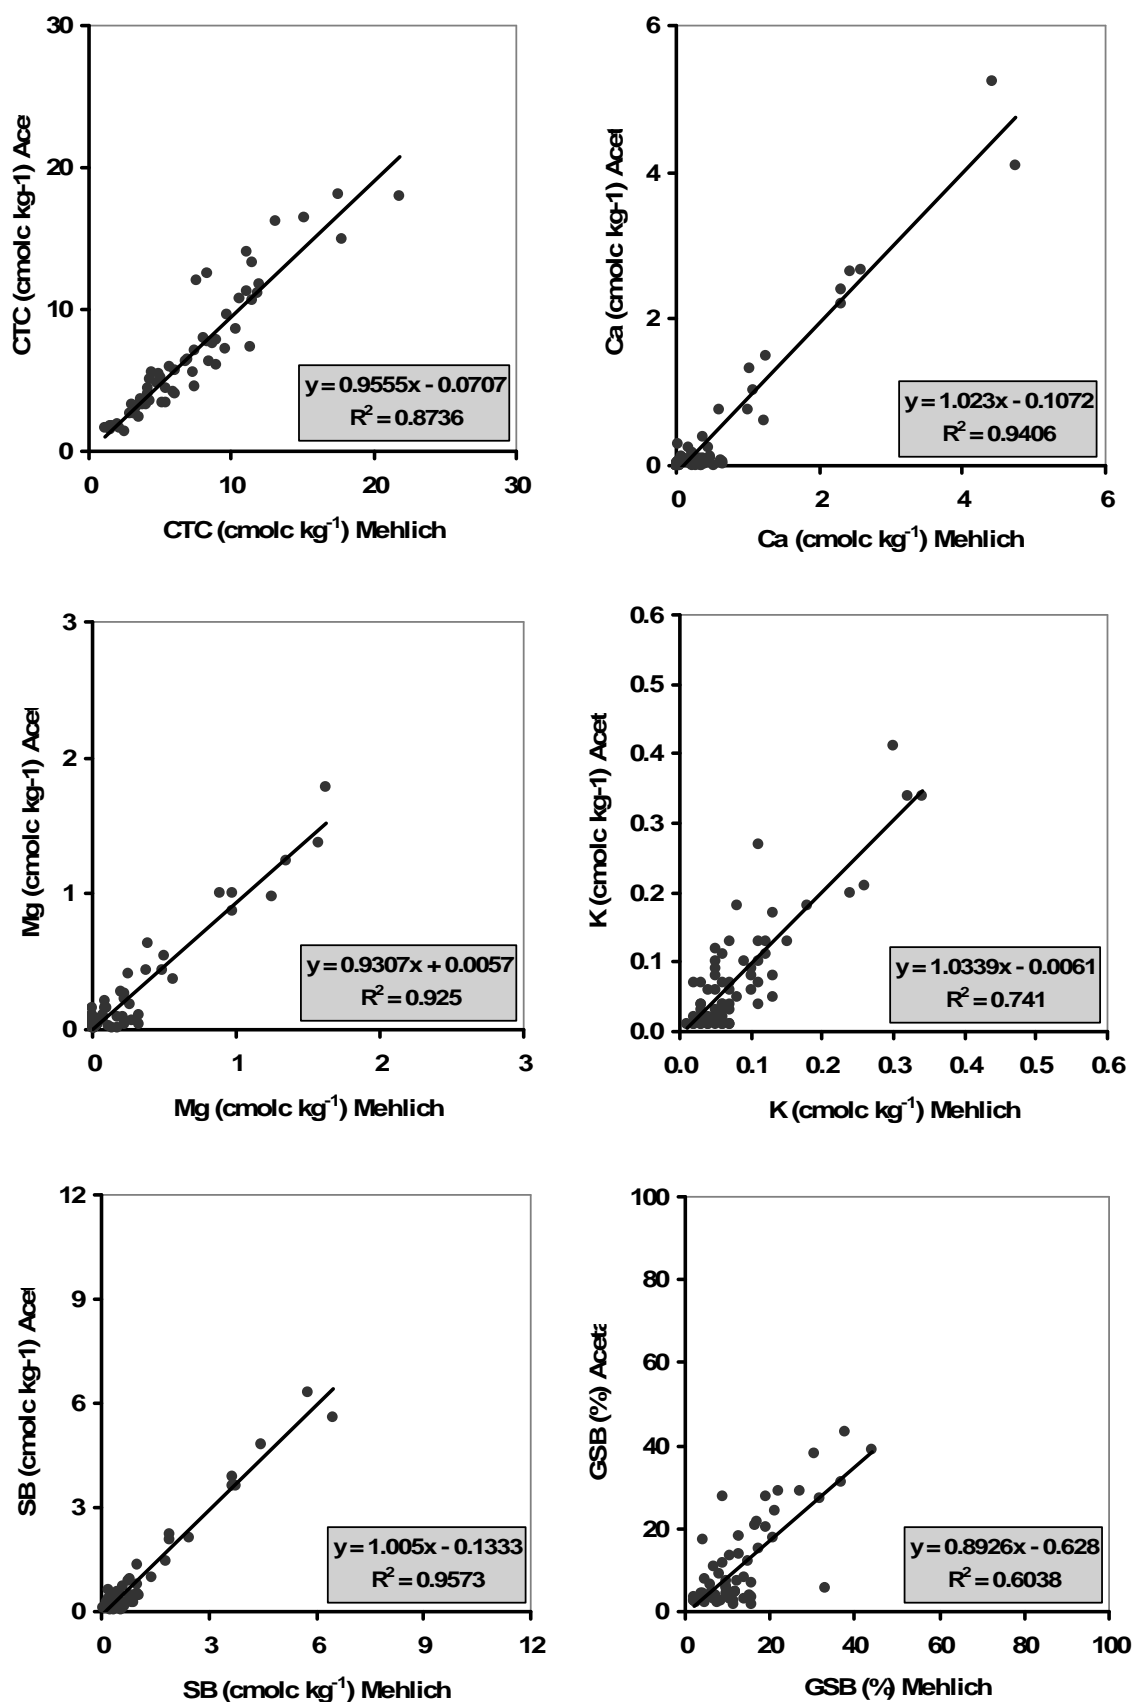 30
20
10
0
CTC (cmolc kg-1) Ace
y = 0.9555x - 0.0707
R² = 0.8736
0 10 20 30
CTC (cmolc kg⁻¹) Mehlich
6
4
2
0
Ca (cmolc kg-1) Acet
y = 1.023x - 0.1072
R² = 0.9406
0 2 4 6
Ca (cmolc kg⁻¹) Mehlich
3
2
1
0
Mg (cmolc kg-1) Acet
y = 0.9307x + 0.0057
R² = 0.925
0 1 2 3
Mg (cmolc kg⁻¹) Mehlich
0.6
0.5
0.4
0.3
0.2
0.1
0.0
K (cmolc kg-1) Acet
y = 1.0339x - 0.0061
R² = 0.741
0.0 0.1 0.2 0.3 0.4 0.5 0.6
K (cmolc kg⁻¹) Mehlich
12
9
6
3
0
SB (cmolc kg-1) Acet
y = 1.005x - 0.1333
R² = 0.9573
0 3 6 9 12
SB (cmolc kg⁻¹) Mehlich
100
80
60
40
20
0
GSB (%) Aceta
y = 0.8926x - 0.628
R² = 0.6038
0 20 40 60 80 100
GSB (%) Mehlich